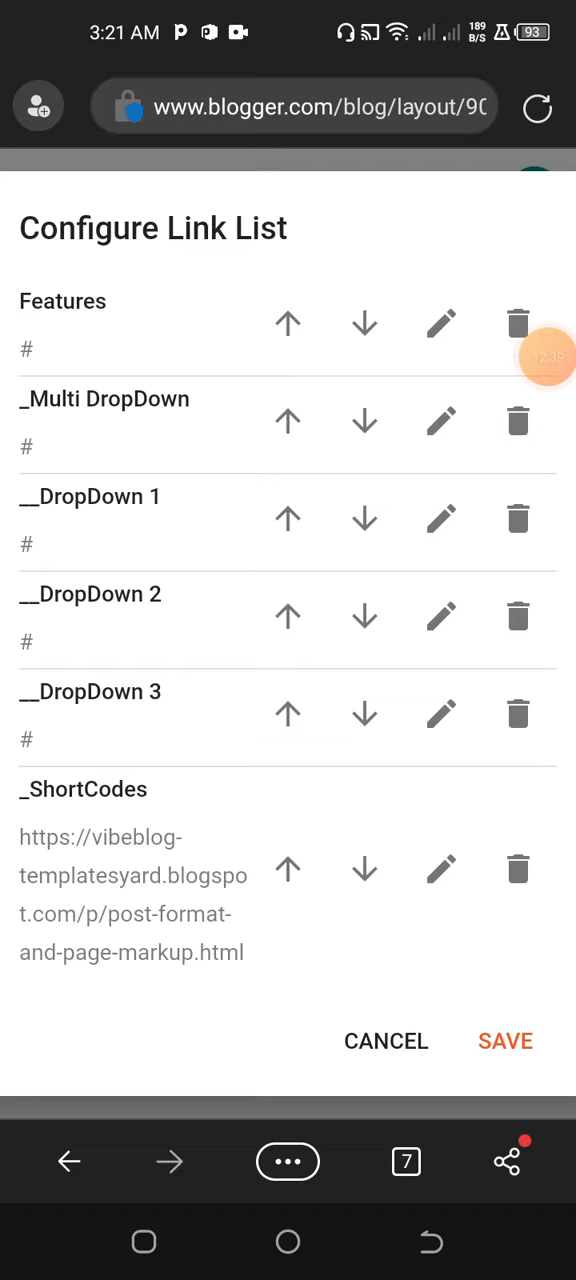 3:21 AM
189
B/S
93
www.blogger.com/blog/layout/90
Configure Link List
Features
#
12:39
_Multi DropDown
#
__DropDown 1
#
__DropDown 2
#
__DropDown 3
#
_ShortCodes
https://vibeblog-
templatesyard.blogspo
t.com/p/post-format-
and-page-markup.html
CANCEL
SAVE
7